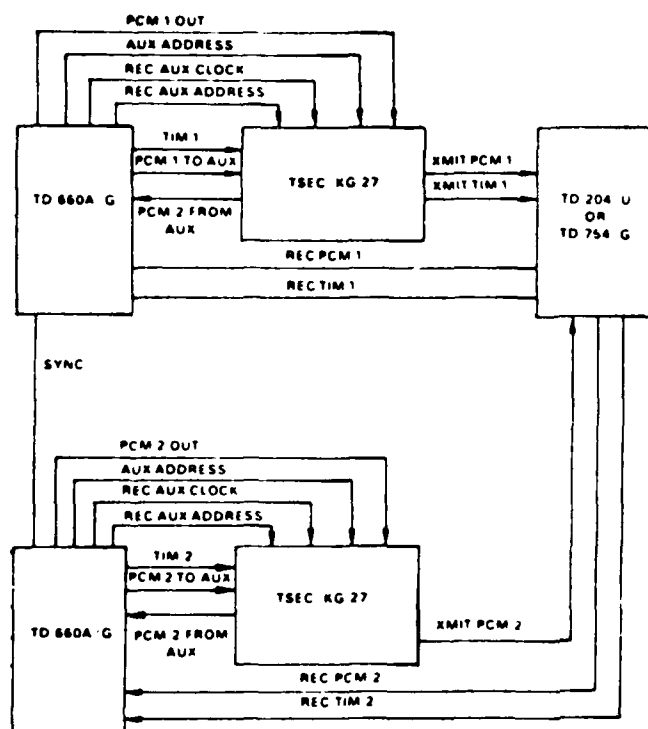 PCM 1 OUT
AUX ADDRESS
REC AUX CLOCK
REC AUX ADDRESS
TIM 1
PCM 1 TO AUX
PCM 2 FROM
AUX
TD 660A G
TSEC KG 27
XMIT PCM 1
XMIT TIM 1
TD 204 U
OR
TD 754 G
REC PCM 1
REC TIM 1
SYNC
PCM 2 OUT
AUX ADDRESS
REC AUX CLOCK
REC AUX ADDRESS
TIM 2
PCM 2 TO AUX
PCM 2 FROM
AUX
TD 660A G
TSEC KG 27
XMIT PCM 2
REC PCM 2
REC TIM 2